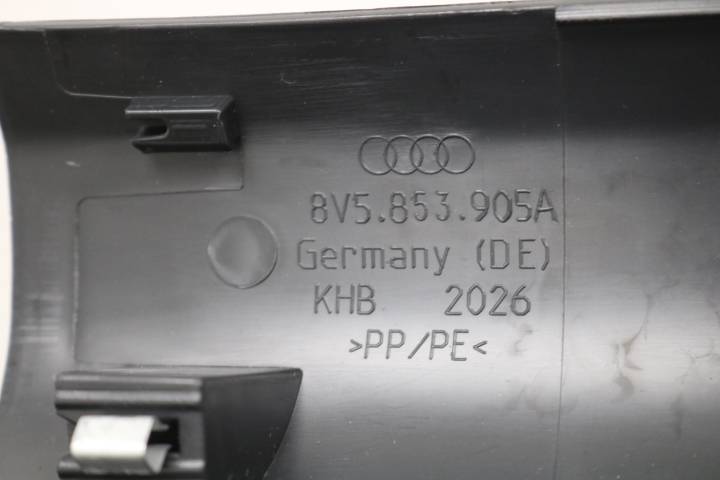 8V5.853.905A
Germany (DE)
KHB 2026
>PP/PE<